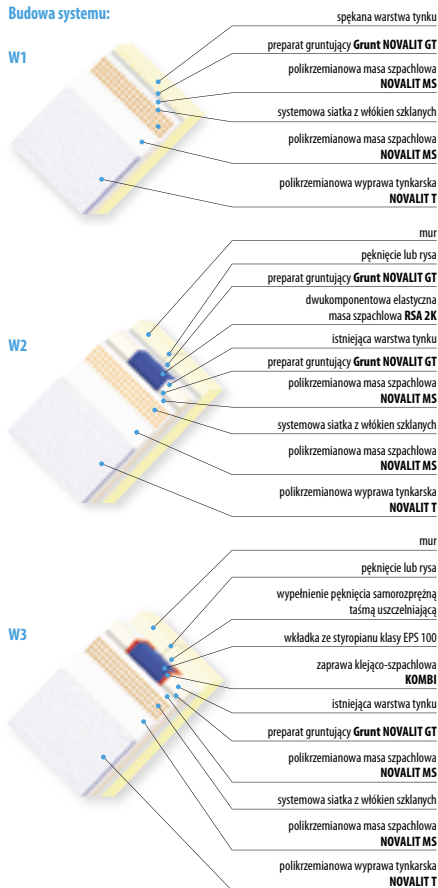 Budowa systemu:
W1
spękana warstwa tynku
preparat gruntujący Grunt NOVALIT GT
polikrzemianowa masa szpachlowa
NOVALIT MS
systemowa siatka z włókien szklanych
polikrzemianowa masa szpachlowa
NOVALIT MS
polikrzemianowa wyprawa tynkarska
NOVALIT T
W2
mur
pęknięcie lub rysa
preparat gruntujący Grunt NOVALIT GT
dwukomponentowa elastyczna
masa szpachlowa RSA 2K
istniejąca warstwa tynku
preparat gruntujący Grunt NOVALIT GT
polikrzemianowa masa szpachlowa
NOVALIT MS
systemowa siatka z włókien szklanych
polikrzemianowa masa szpachlowa
NOVALIT MS
polikrzemianowa wyprawa tynkarska
NOVALIT T
W3
mur
pęknięcie lub rysa
wypełnienie pęknięcia samorozprężną
taśmą uszczelniającą
wkładka ze styropianu klasy EPS 100
zaprawa klejąco-szpachlowa
KOMBI
istniejąca warstwa tynku
preparat gruntujący Grunt NOVALIT GT
polikrzemianowa masa szpachlowa
NOVALIT MS
systemowa siatka z włókien szklanych
polikrzemianowa masa szpachlowa
NOVALIT MS
polikrzemianowa wyprawa tynkarska
NOVALIT T